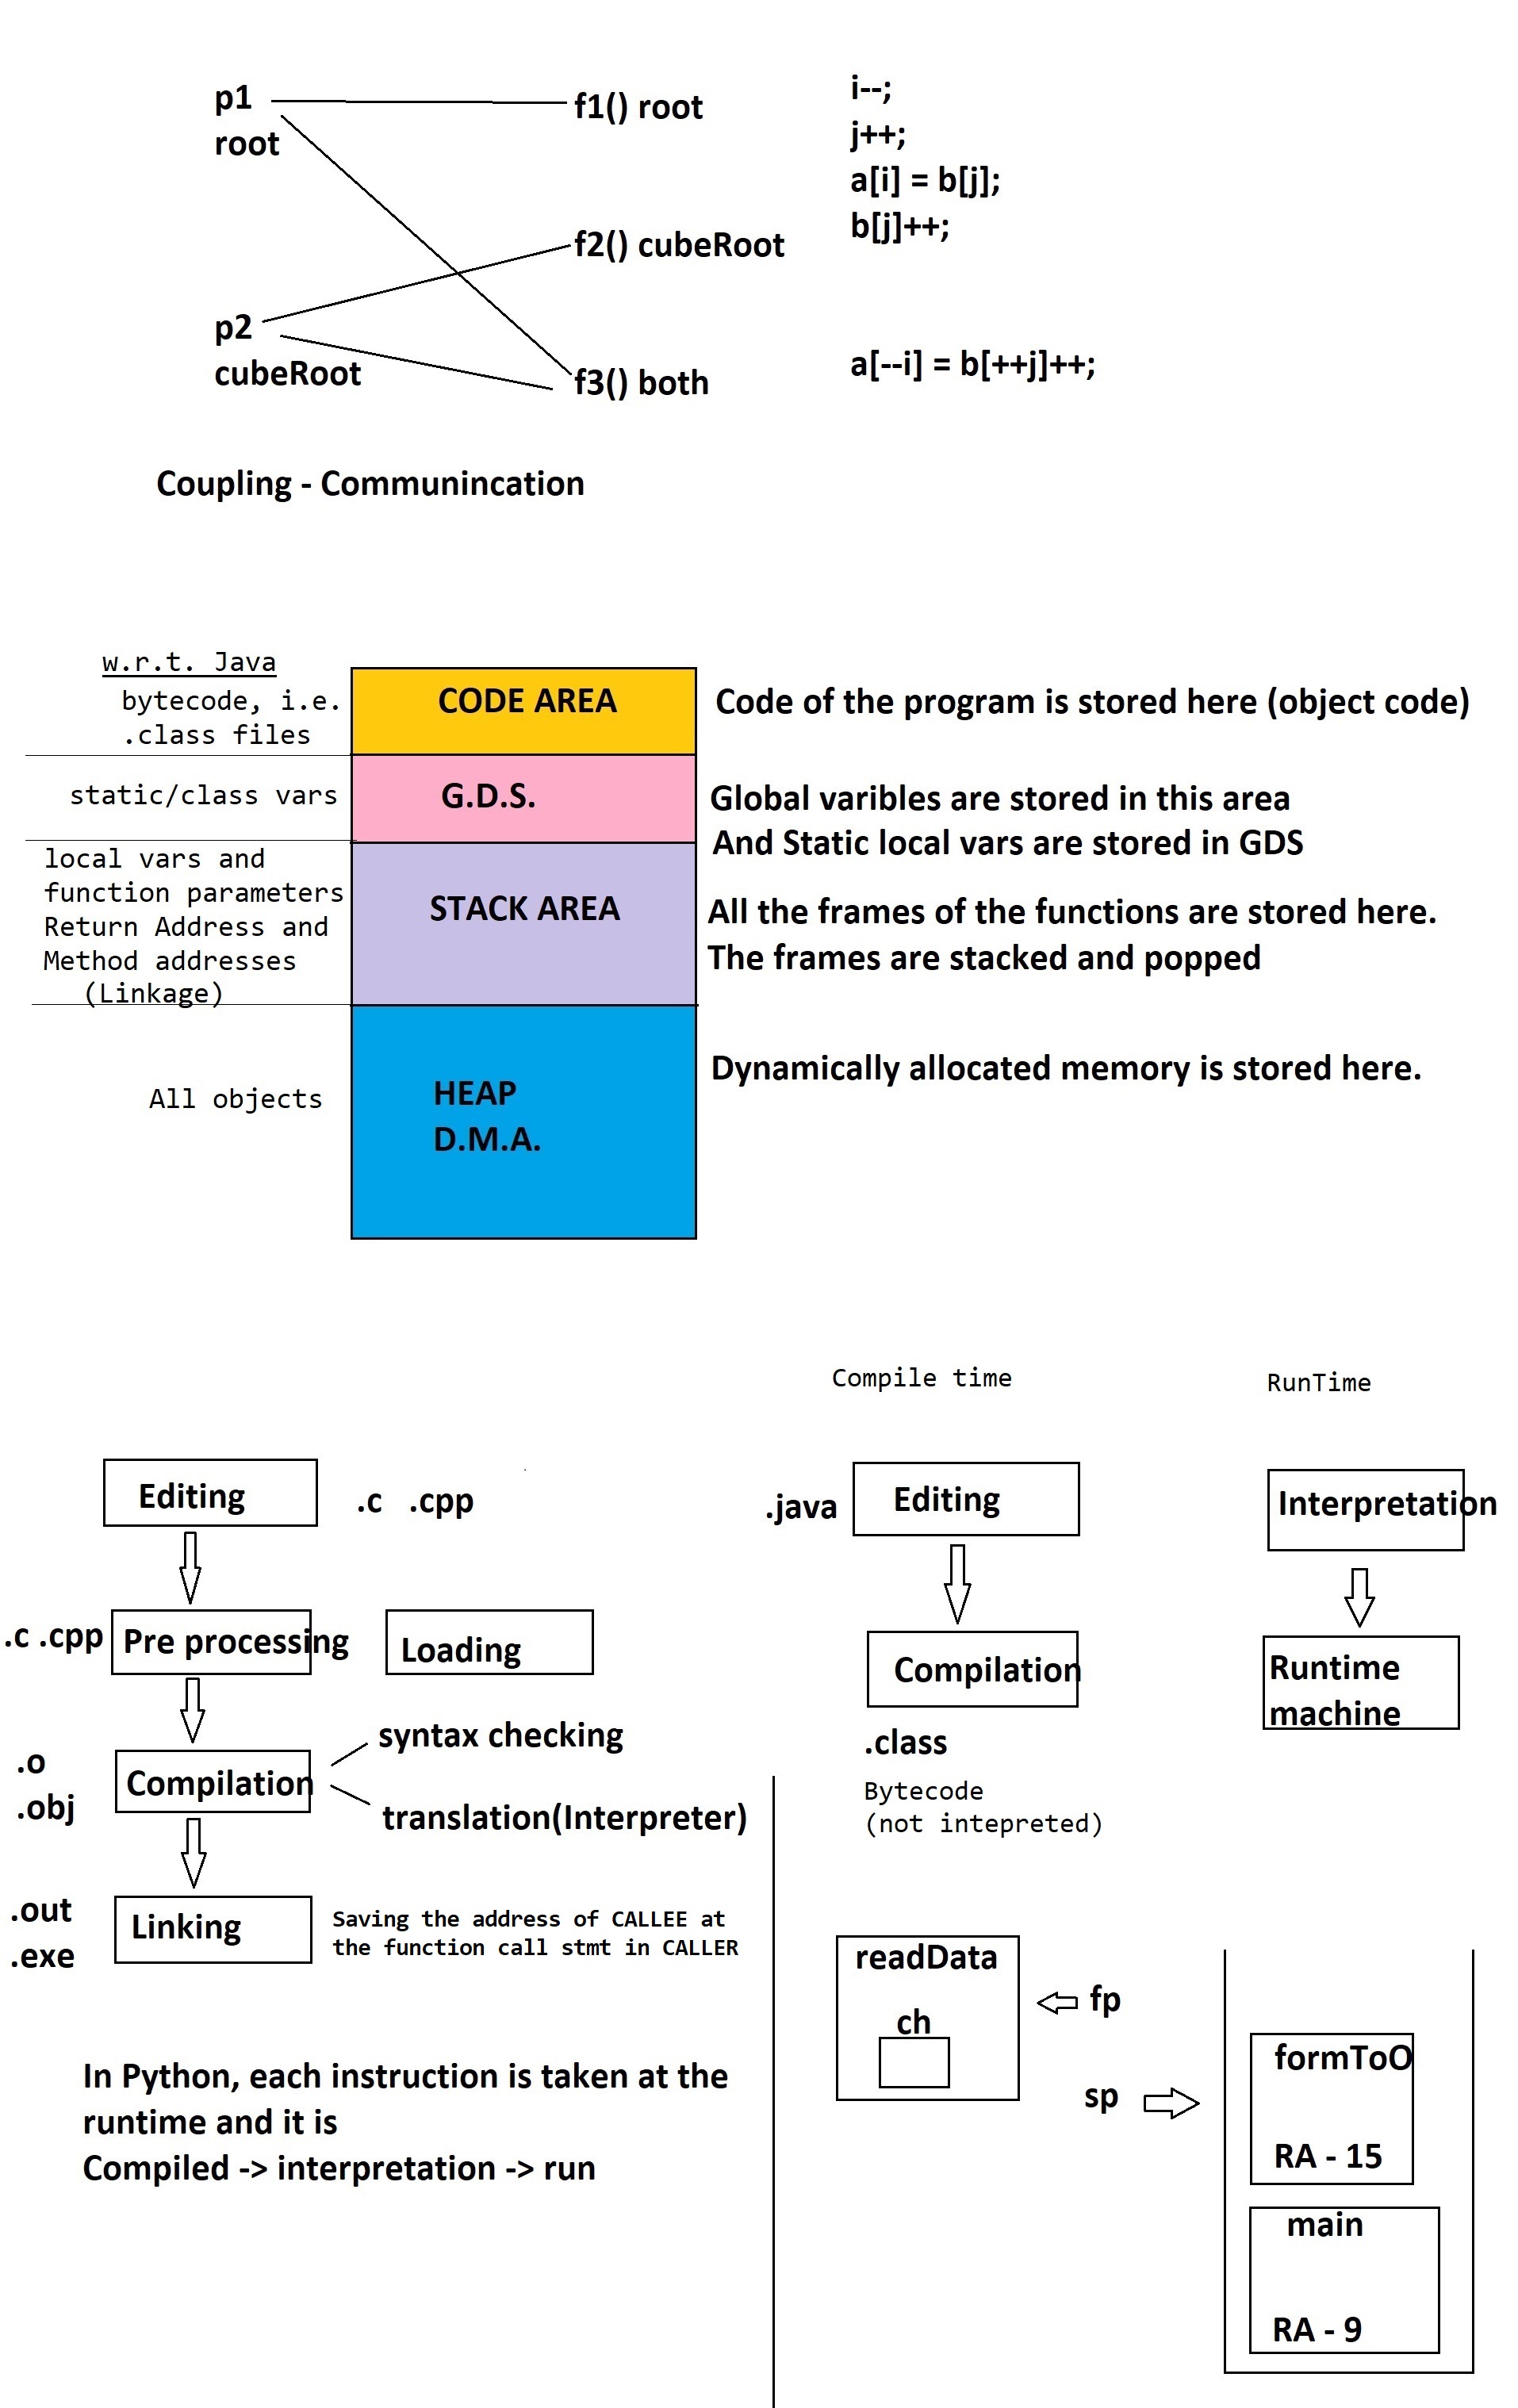 p1
root
f1() root
f2() cubeRoot
p2
cubeRoot
f3() both
i--;
j++;
a[i] = b[j];
b[j]++;
a[--i] = b[++j]++;
Coupling - Communincation
w.r.t. Java
bytecode, i.e.
.class files
CODE AREA
Code of the program is stored here (object code)
static/class vars
G.D.S.
Global varibles are stored in this area
And Static local vars are stored in GDS
local vars and
function parameters
Return Address and
Method addresses
(Linkage)
STACK AREA
All the frames of the functions are stored here.
The frames are stacked and popped
All objects
HEAP
D.M.A.
Dynamically allocated memory is stored here.
Editing
.c .cpp
.c .cpp
Pre processing
Loading
.o
.obj
Compilation
syntax checking
translation(Interpreter)
.out
.exe
Linking
Saving the address of CALLEE at
the function call stmt in CALLER
In Python, each instruction is taken at the
runtime and it is
Compiled -> interpretation -> run
Compile time
RunTime
.java
Editing
Interpretation
Compilation
Runtime
machine
.class
Bytecode
(not intepreted)
readData
ch
fp
sp
formToO
RA - 15
main
RA - 9